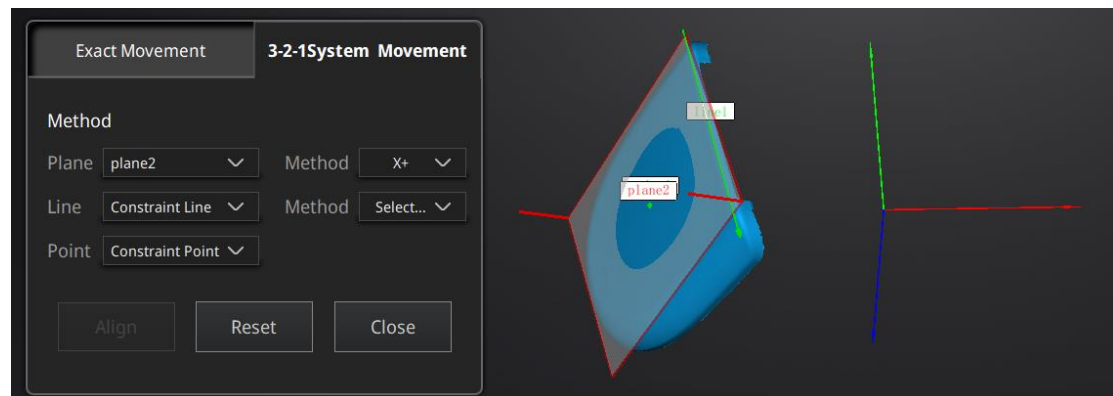 Exact Movement
3-2-1System Movement
Method
Plane
plane2
Method
X+
Line
Constraint Line
Method
Select...
Point
Constraint Point
Align
Reset
Close
line1
plane2